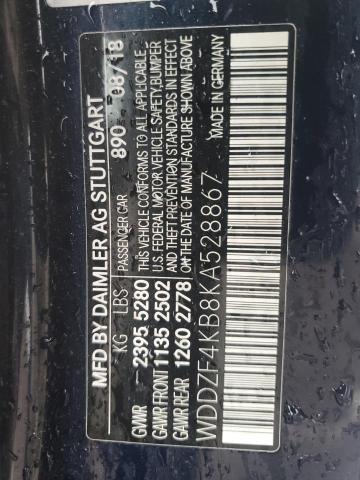 MFD BY DAIMLER AG STUTTGART 890 08/18
KG LBS PASSENGER CAR
GVWR 2395 5280 THIS VEHICLE CONFORMS TO ALL APPLICABLE
GAWR FRONT 1135 2502 U.S. FEDERAL MOTOR VEHICLE SAFETY, BUMPER
GAWR REAR 1260 2778 AND THEFT PREVENTION STANDARDS IN EFFECT
ON THE DATE OF MANUFACTURE SHOWN ABOVE
WDDZF4KB8KA528867 MADE IN GERMANY